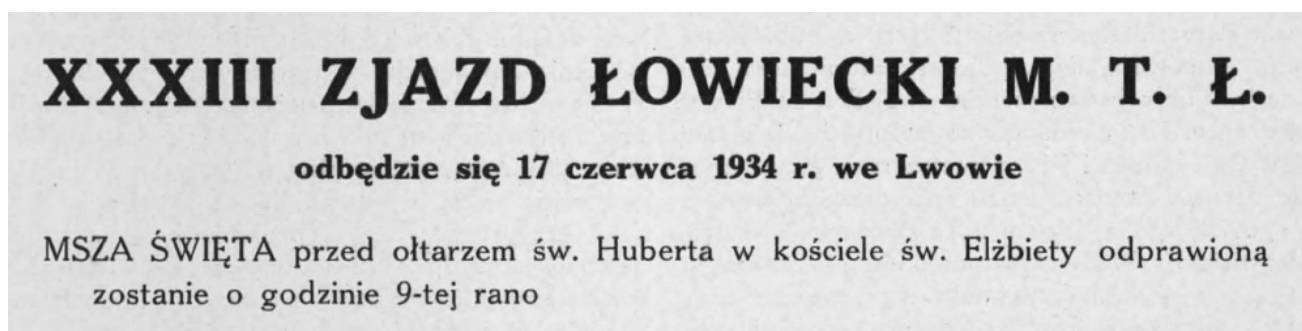 XXXIII ZJAZD ŁOWIECKI M. T. Ł.
odbędzie się 17 czerwca 1934 r. we Lwowie
MSZA ŚWIĘTA przed ołtarzem św. Huberta w kościele św. Elżbiety odprawioną
zostanie o godzinie 9-tej rano